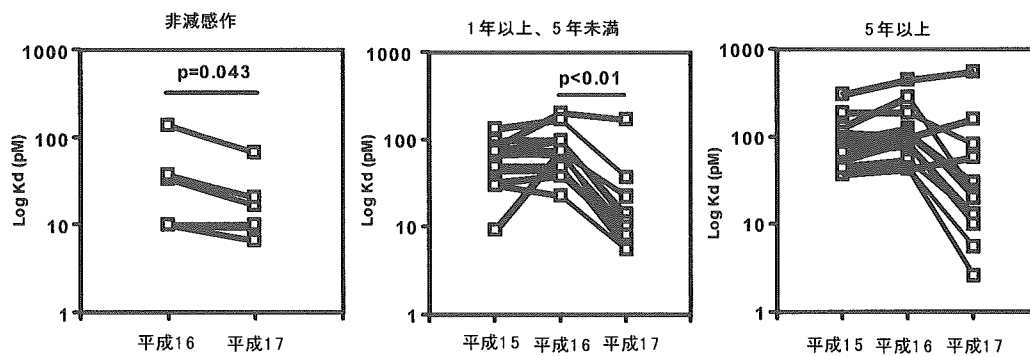 非減感作
1000
100
10
1
Log Kd (pM)
p=0.043
平成16
平成17
1年以上、5年未満
1000
100
10
1
Log Kd (pM)
p<0.01
平成15
平成16
平成17
5年以上
1000
100
10
1
Log Kd (pM)
平成15
平成16
平成17